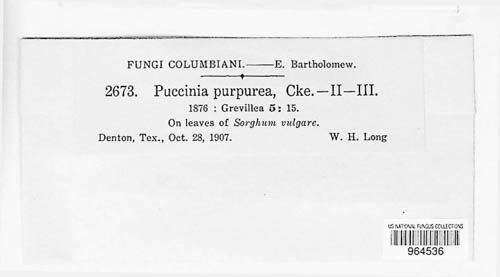 FUNGI COLUMBIANI.——E. Bartholomew.
2673. Puccinia purpurea, Cke.—II—III.
1876 : Grevillea 5: 15.
On leaves of Sorghum vulgare.
Denton, Tex., Oct. 28, 1907. W. H. Long
US NATIONAL FUNGUS COLLECTIONS
964536